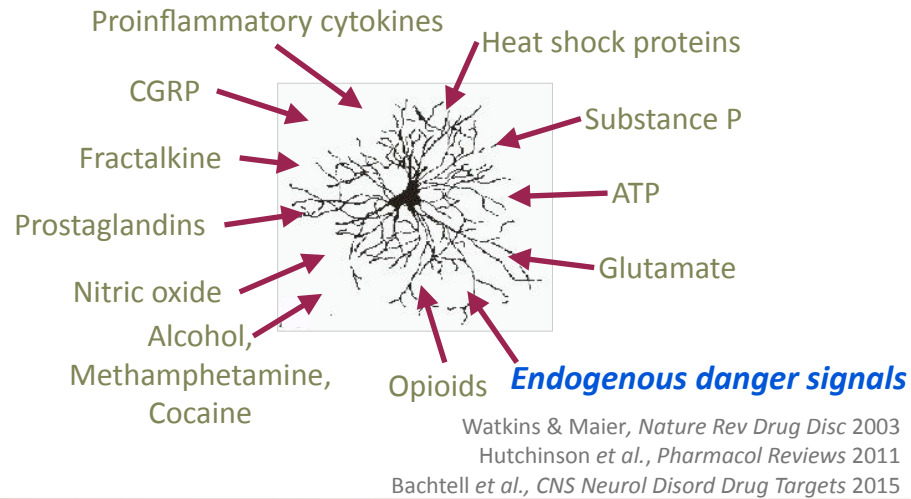 Proinflammatory cytokines
Heat shock proteins
CGRP
Substance P
Fractalkine
ATP
Prostaglandins
Glutamate
Nitric oxide
Alcohol,
Methamphetamine,
Cocaine
Opioids
Endogenous danger signals
Watkins & Maier, Nature Rev Drug Disc 2003
Hutchinson et al., Pharmacol Reviews 2011
Bachtell et al., CNS Neurol Disord Drug Targets 2015